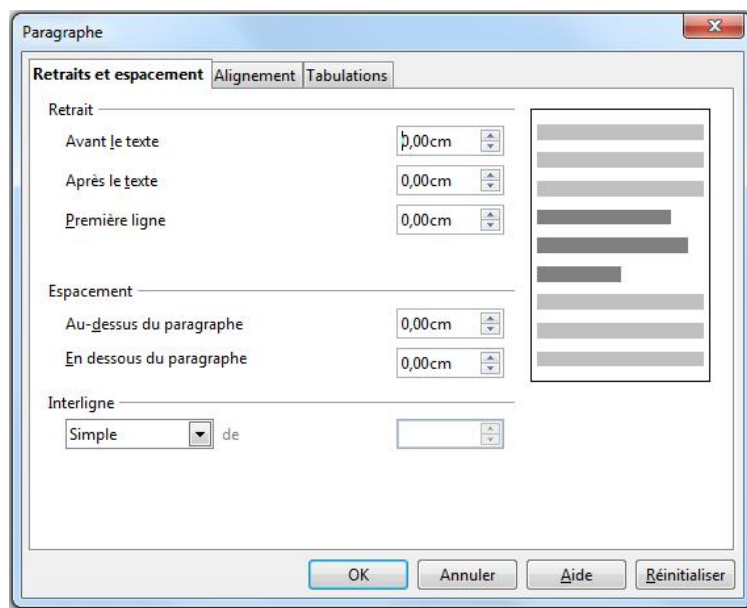 Paragraphe
Retraits et espacement Alignement Tabulations
Retrait
Avant le texte 0,00cm
Après le texte 0,00cm
Première ligne 0,00cm
Espacement
Au-dessus du paragraphe 0,00cm
En dessous du paragraphe 0,00cm
Interligne
Simple de
OK Annuler Aide Réinitialiser